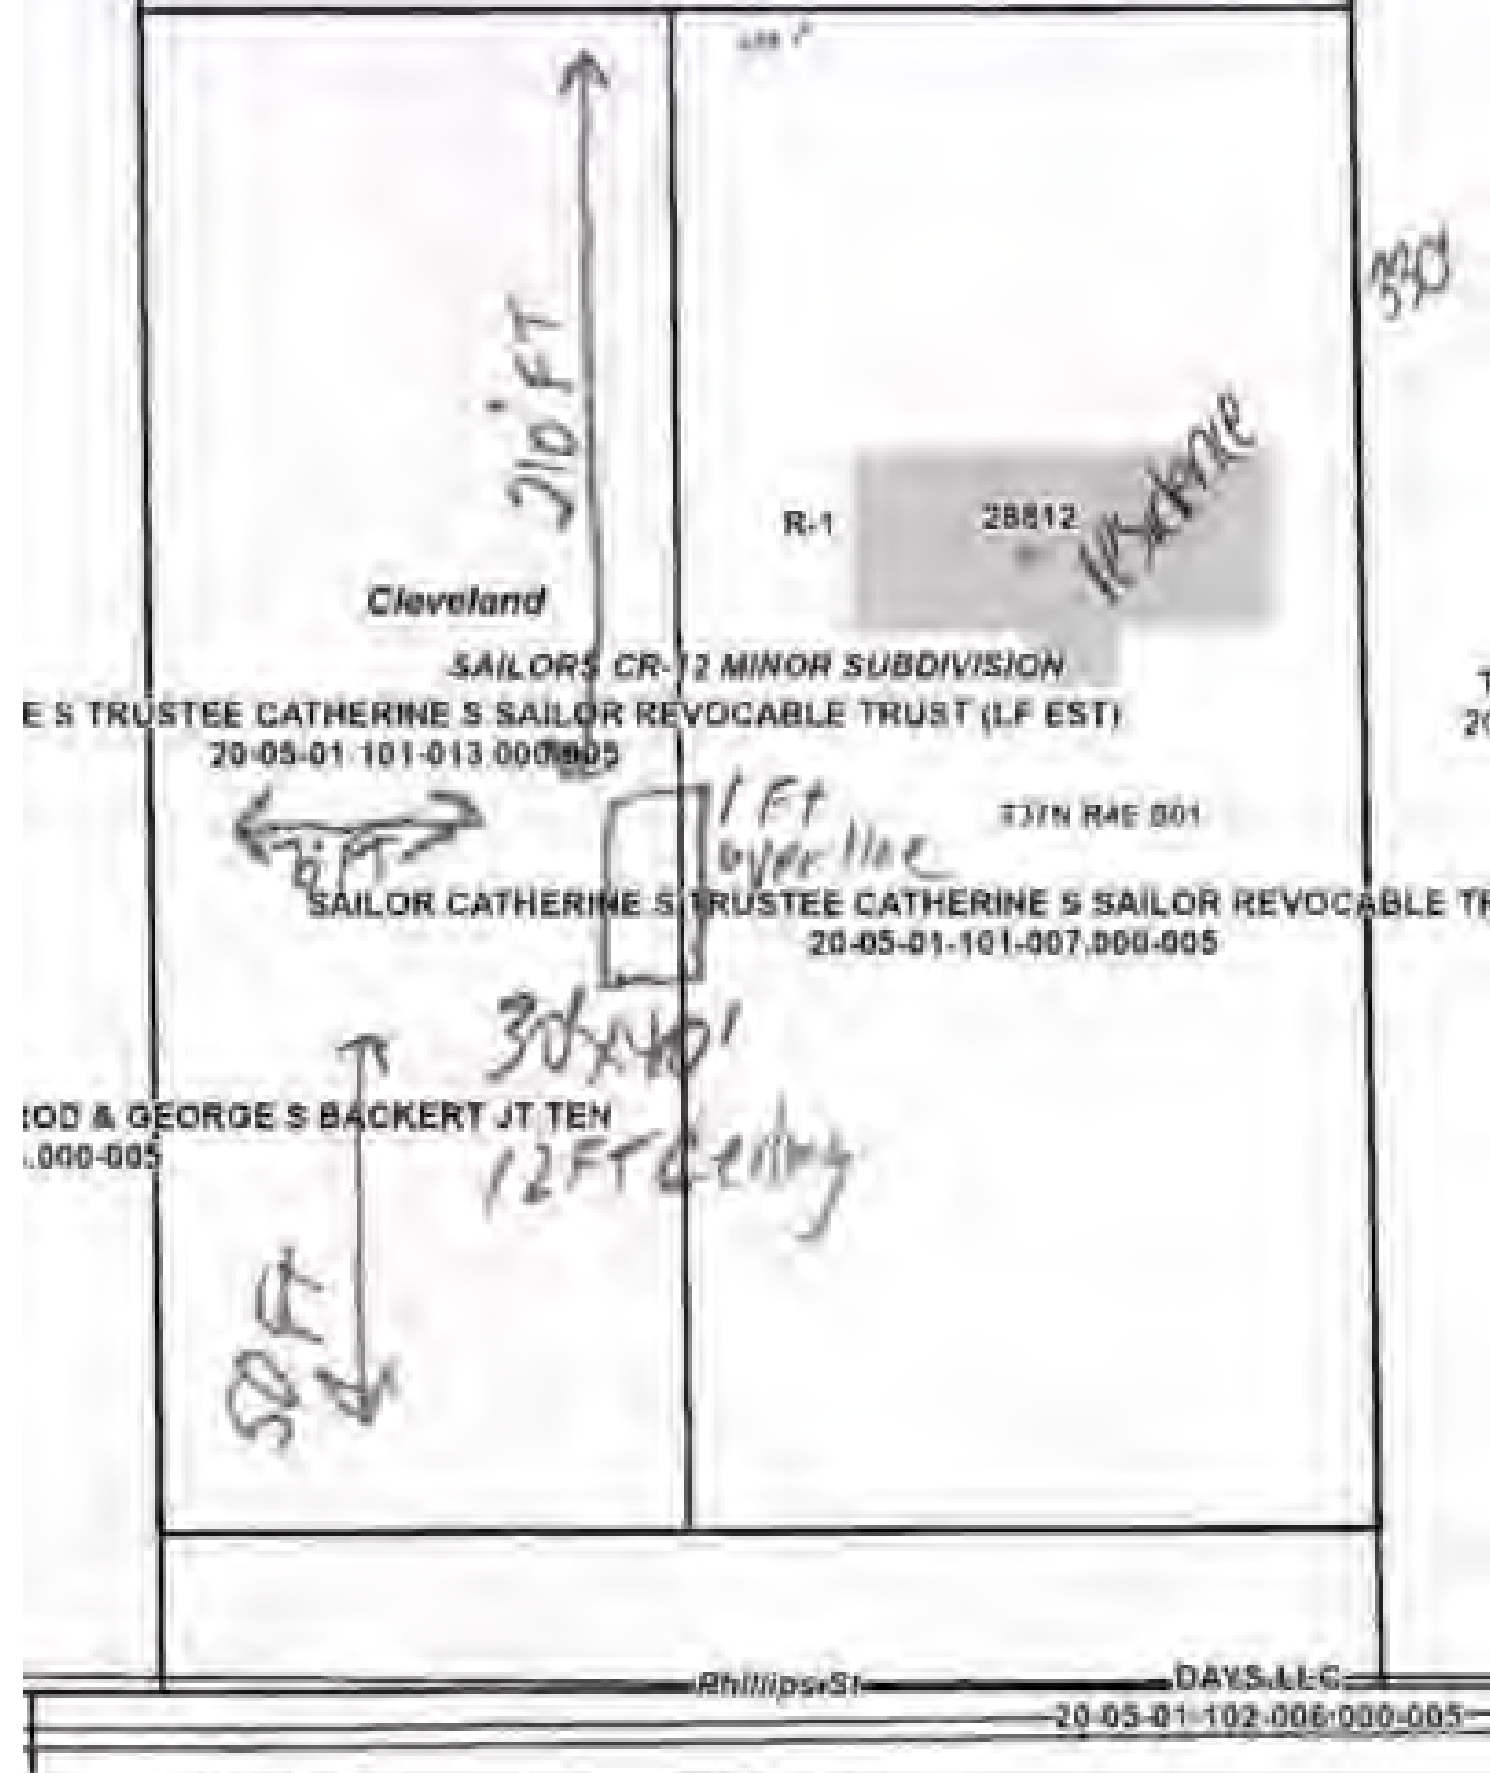 330'
210' FT
R-1
28812
residence
Cleveland
SAILORS CR-12 MINOR SUBDIVISION
E S TRUSTEE CATHERINE S SAILOR REVOCABLE TRUST (LF EST)
20-05-01-101-013.000-005
1 Ft
over line
T37N R4E S01
FT
SAILOR CATHERINE S TRUSTEE CATHERINE S SAILOR REVOCABLE TR
20-05-01-101-007.000-005
30'x40'
ROD & GEORGE S BACKERT JT TEN
.000-005
12 FT Ceiling
50 FT
Phillips St
DAYS LLC
20-05-01-102-006.000-005